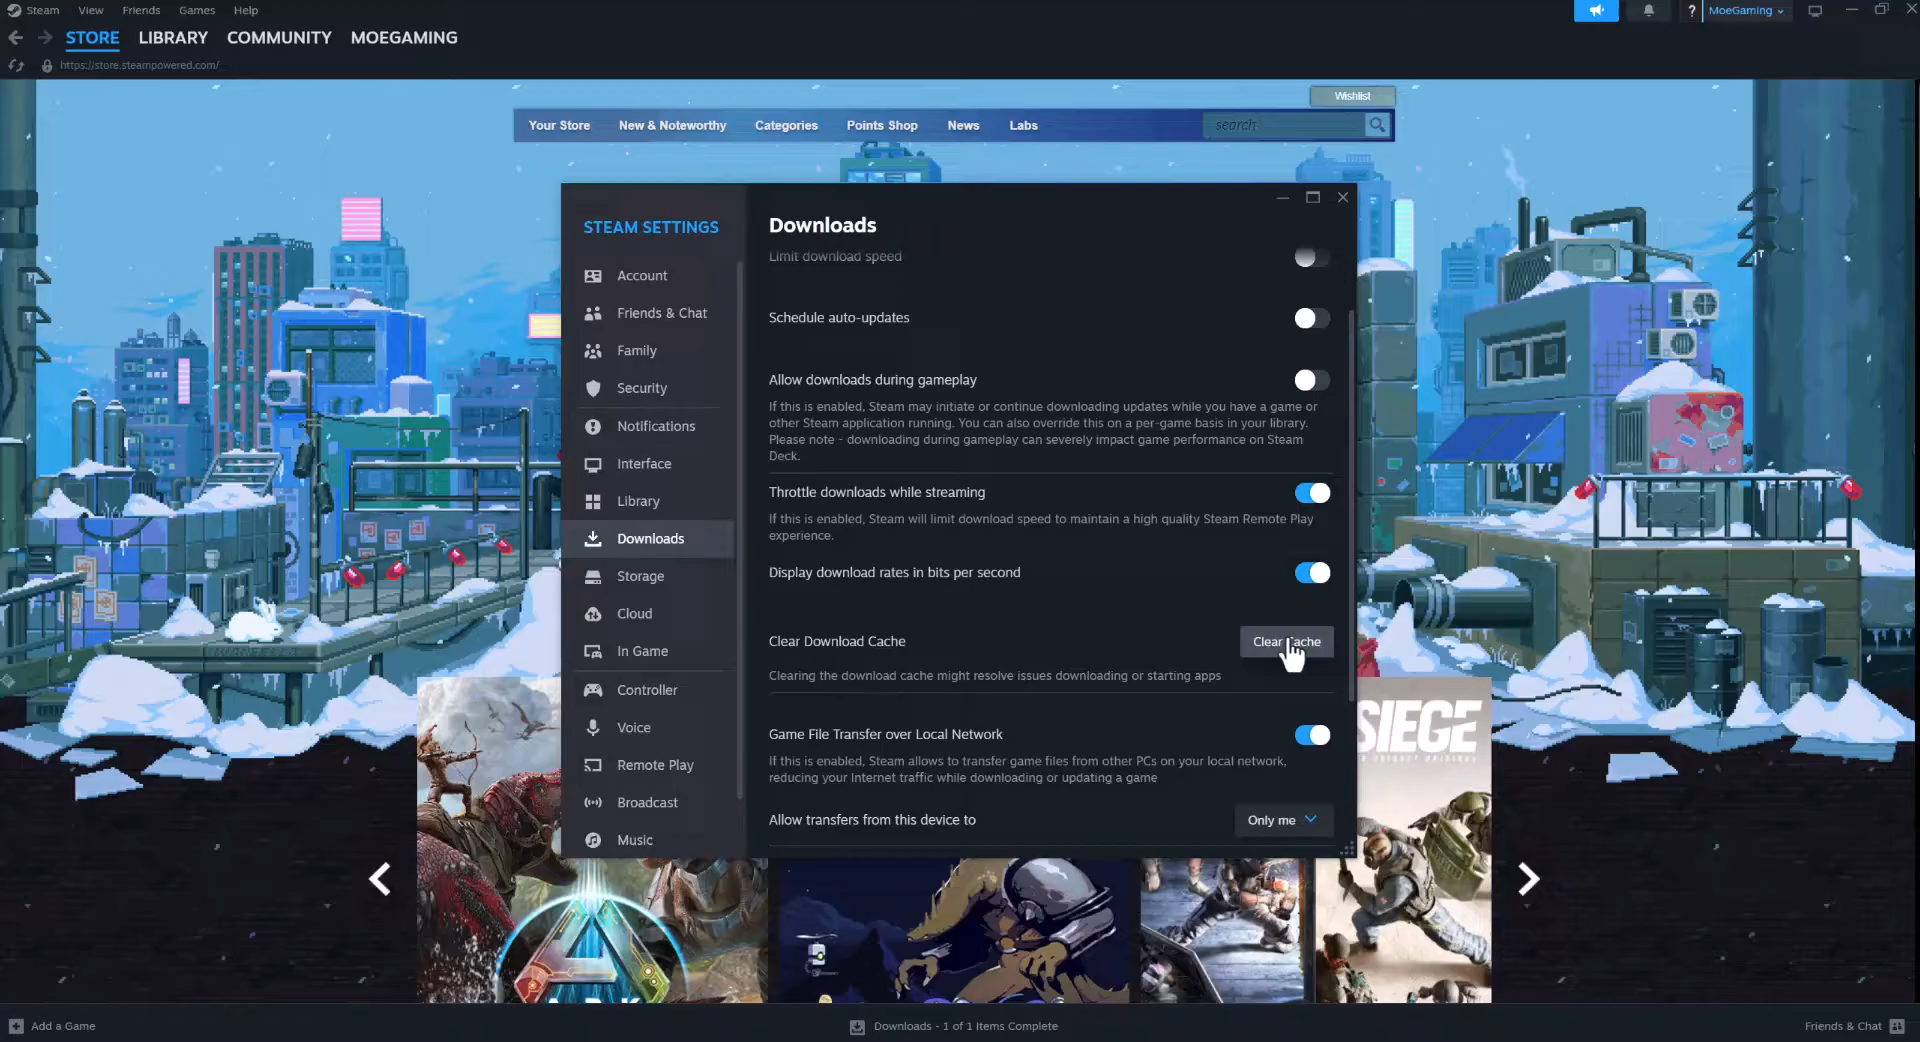 Steam View Friends Games Help
? MoeGaming
STORE LIBRARY COMMUNITY MOEGAMING
https://store.steampowered.com/
Wishlist
Your Store New & Noteworthy Categories Points Shop News Labs search
STEAM SETTINGS
Account
Friends & Chat
Family
Security
Notifications
Interface
Library
Downloads
Storage
Cloud
In Game
Controller
Voice
Remote Play
Broadcast
Music
Downloads
Limit download speed
Schedule auto-updates
Allow downloads during gameplay
If this is enabled, Steam may initiate or continue downloading updates while you have a game or
other Steam application running. You can also override this on a per-game basis in your library.
Please note - downloading during gameplay can severely impact game performance on Steam
Deck.
Throttle downloads while streaming
If this is enabled, Steam will limit download speed to maintain a high quality Steam Remote Play
experience.
Display download rates in bits per second
Clear Download Cache
Clear Cache
Clearing the download cache might resolve issues downloading or starting apps
Game File Transfer over Local Network
If this is enabled, Steam allows to transfer game files from other PCs on your local network,
reducing your Internet traffic while downloading or updating a game
Allow transfers from this device to
Only me
SIEGE
Add a Game
Downloads - 1 of 1 Items Complete
Friends & Chat